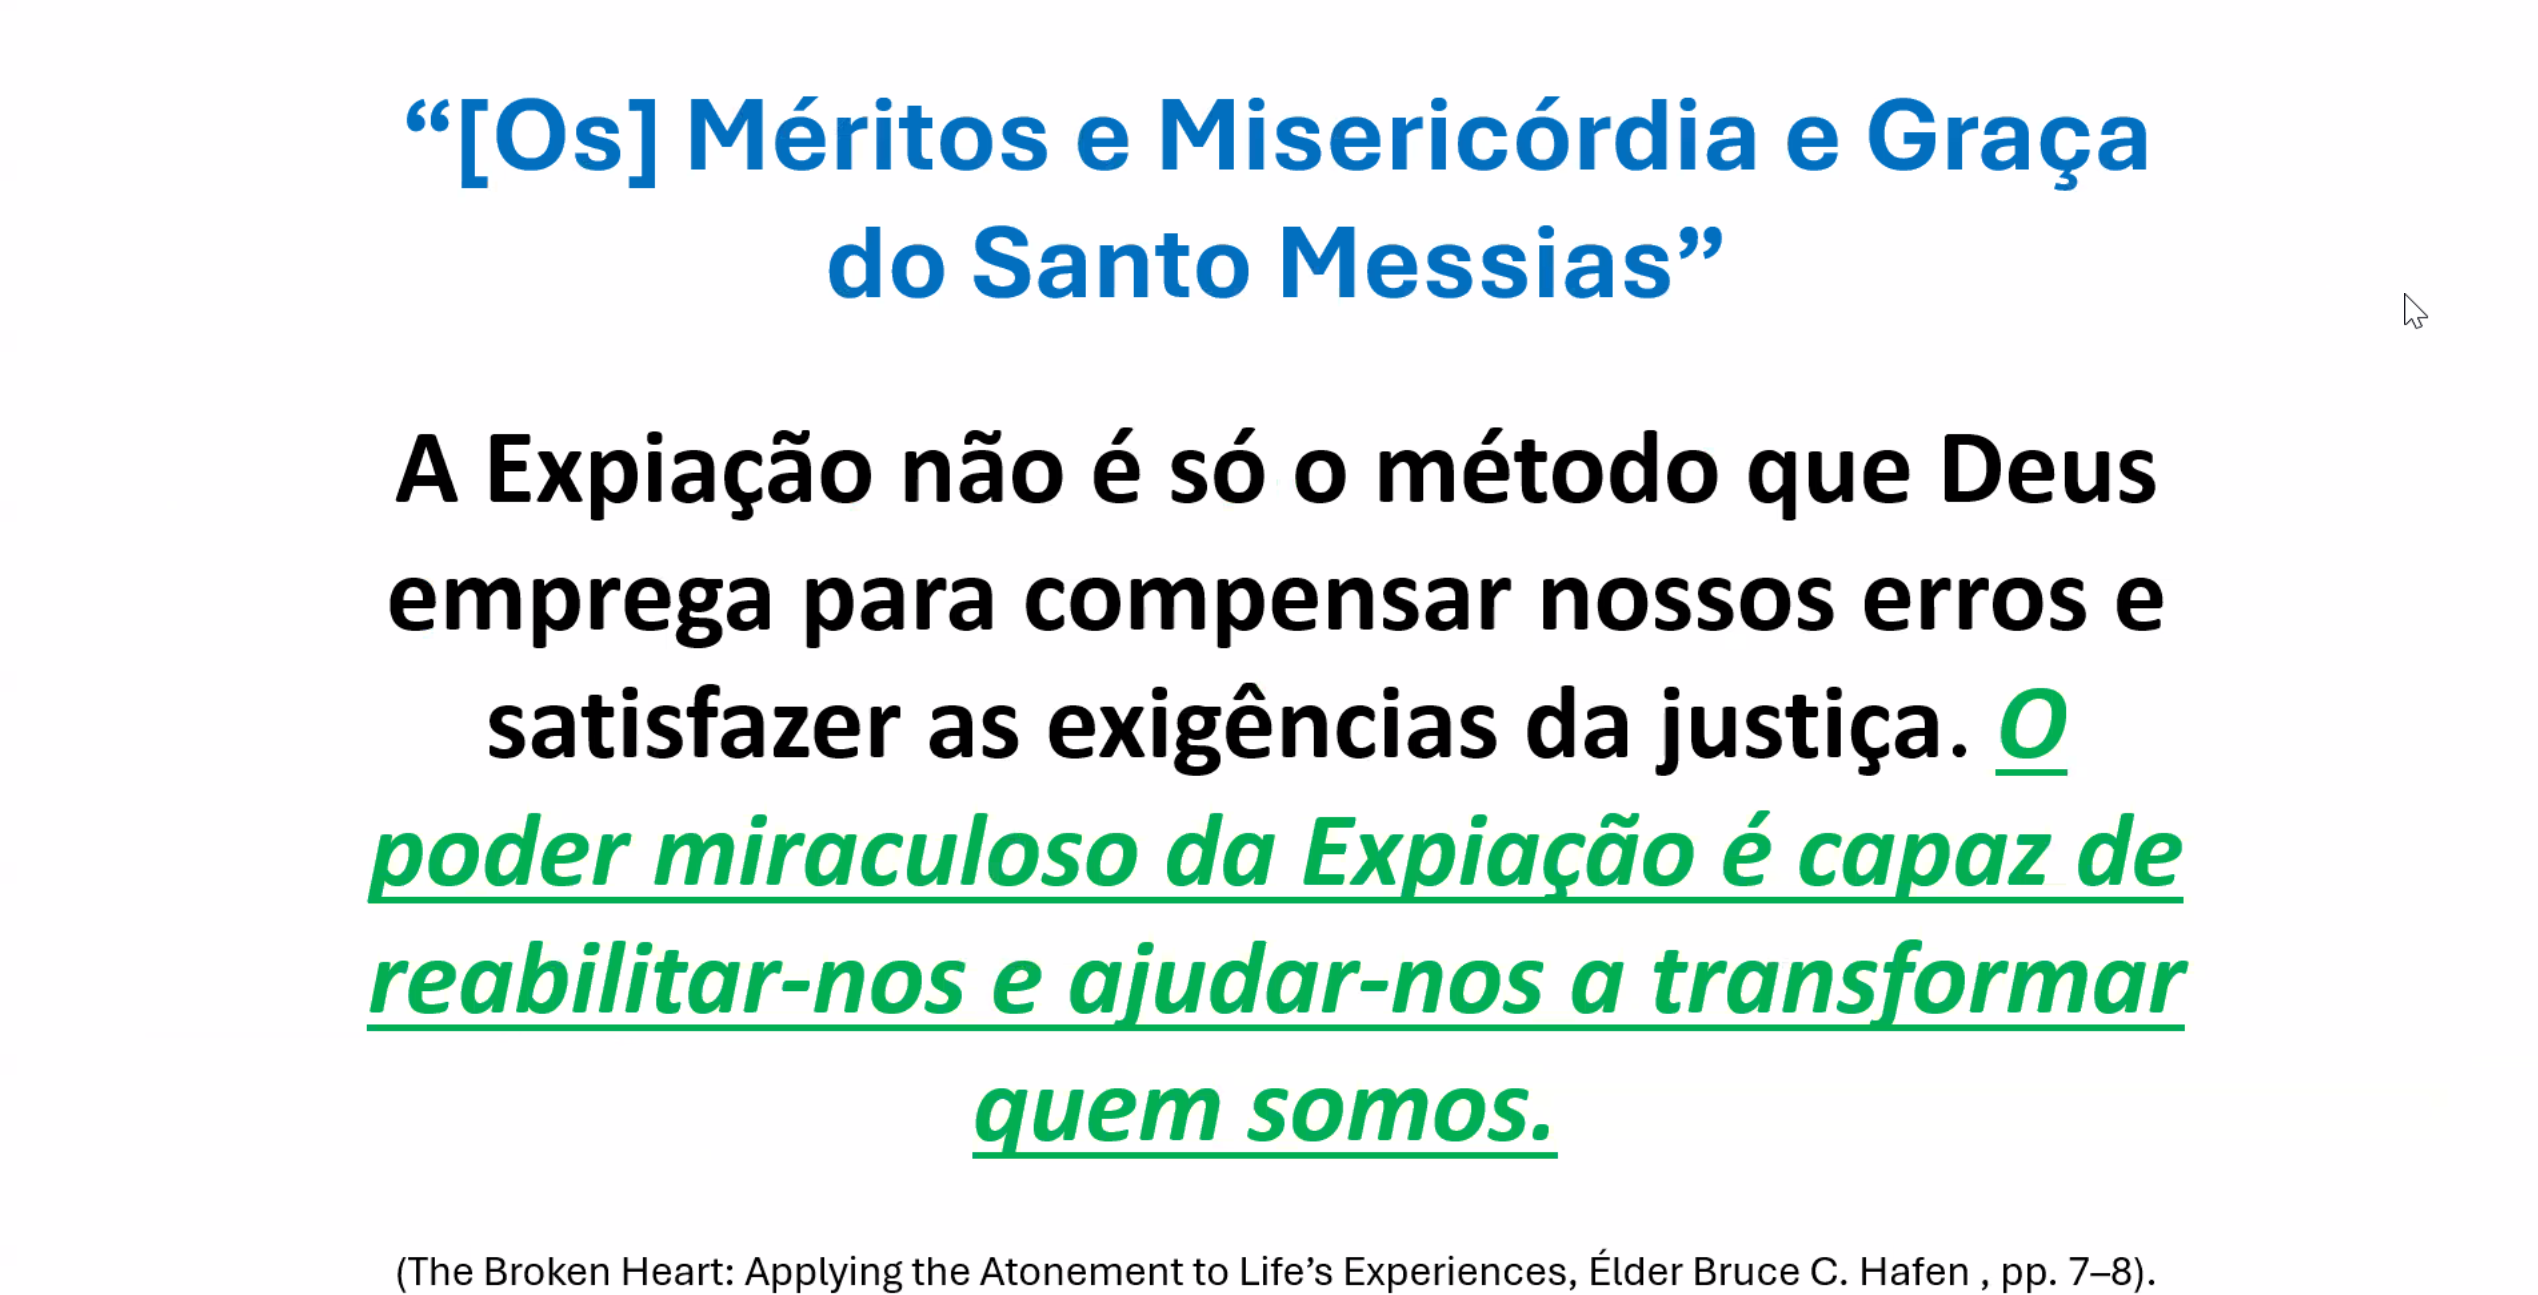 “[Os] Méritos e Misericórdia e Graça
do Santo Messias”
A Expiação não é só o método que Deus
emprega para compensar nossos erros e
satisfazer as exigências da justiça. O
poder miraculoso da Expiação é capaz de
reabilitar-nos e ajudar-nos a transformar
quem somos.
(The Broken Heart: Applying the Atonement to Life’s Experiences, Élder Bruce C. Hafen , pp. 7–8).